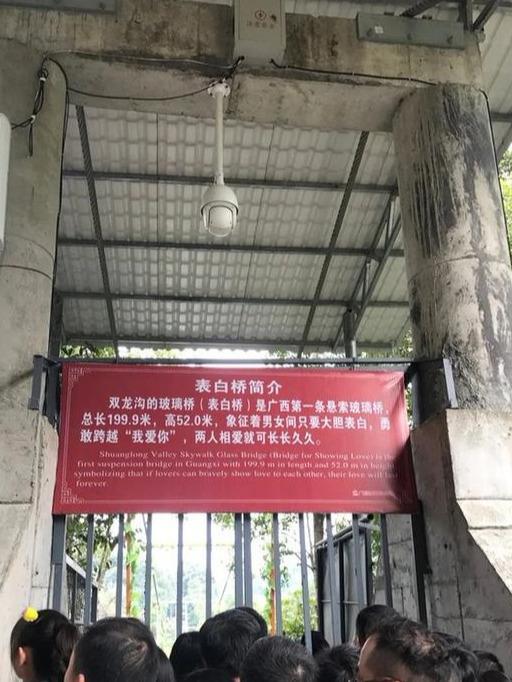 表白桥简介
双龙沟的玻璃桥（表白桥）是广西第一条悬索玻璃桥，
总长199.9米，高52.0米，象征着男女间只要大胆表白，勇
敢跨越“我爱你”，两人相爱就可长长久久。
Shuanglong Valley Skywalk Glass Bridge (Bridge for Showing Love) is the
first suspension bridge in Guangxi with 199.9 m in length and 52.0 m in height
symbolizing that if lovers can bravely show love to each other, their love will last
forever.